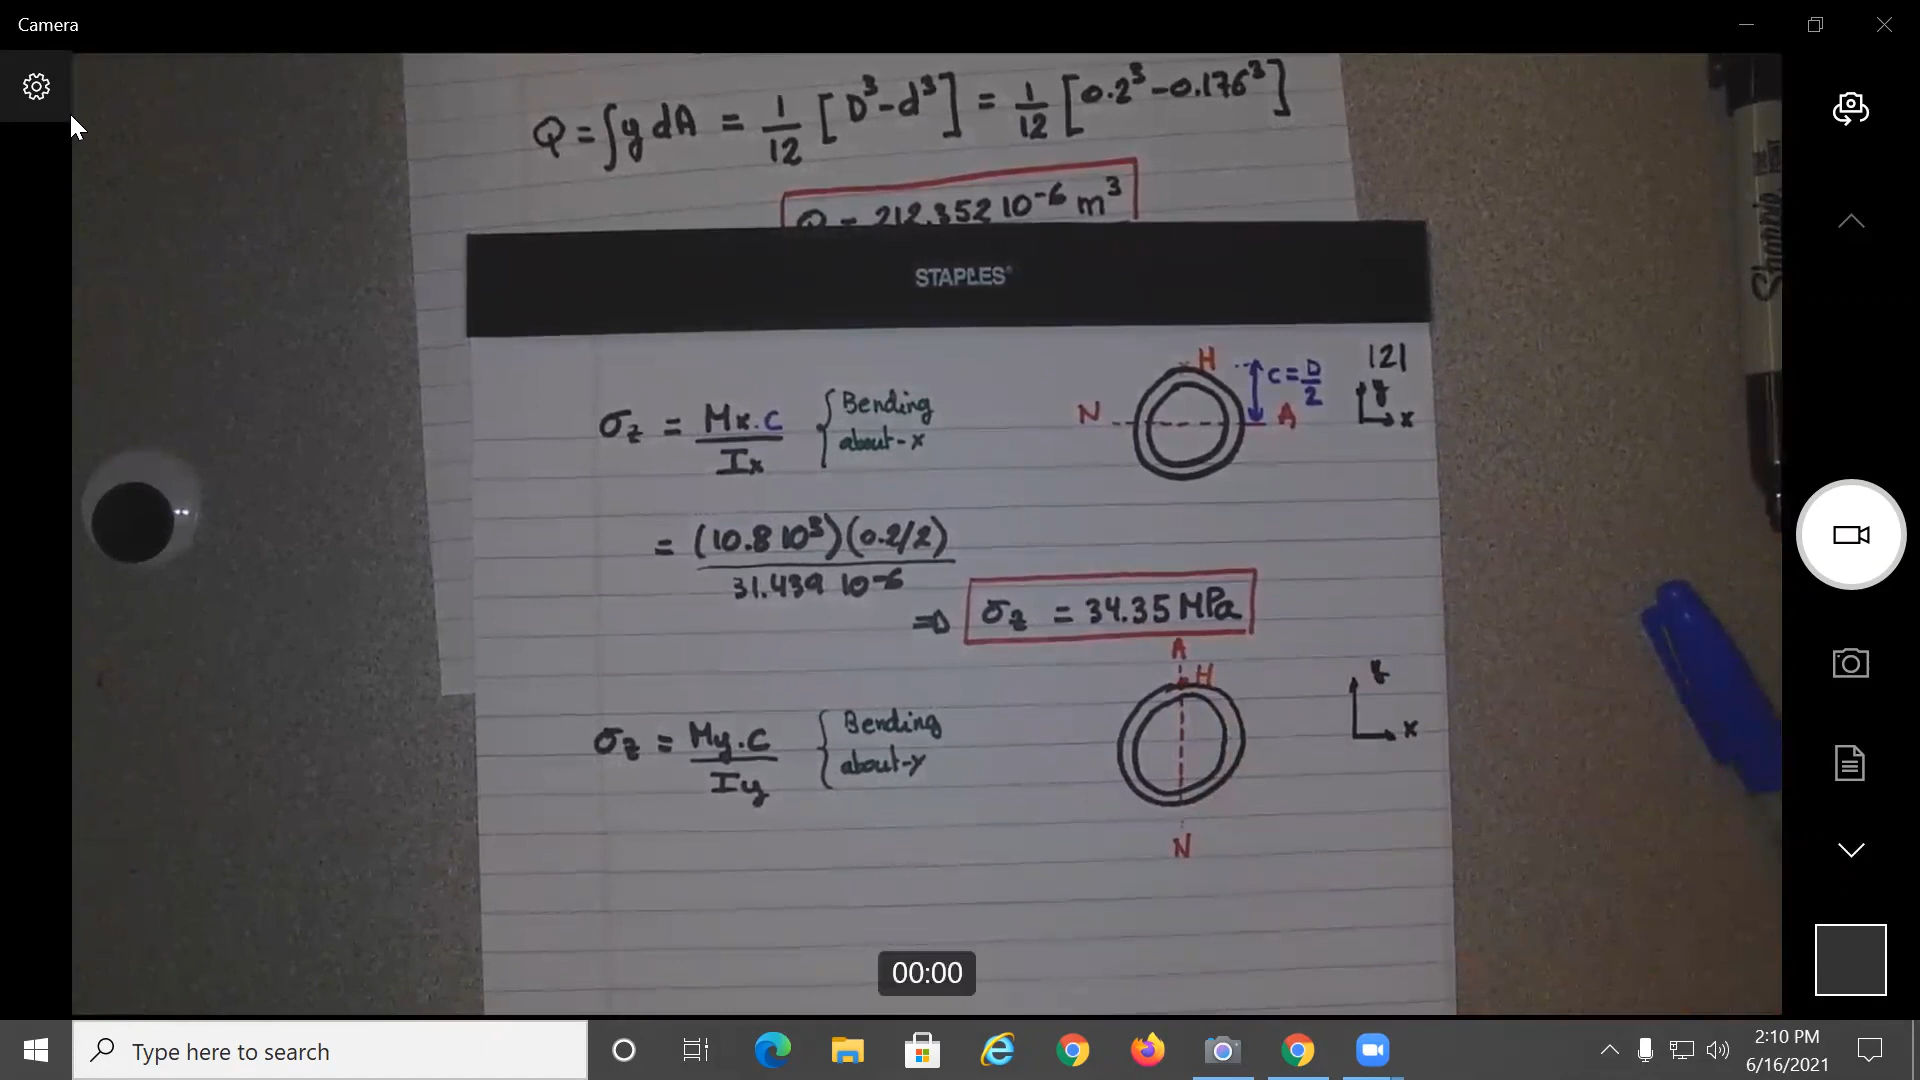 Camera
Q = ∫y dA = 1/12 [D³-d³] = 1/12 [0.2³-0.176³]
Q = 212.352 10⁻⁶ m³
STAPLES
Sharpie
121
H
C = D/2
N A
y
x
σz = Mx.c/Ix { Bending about-x
= (10.8 10³)(0.2/2)/31.439 10⁻⁶
⇒ σz = 34.35 MPa
A
H
y
x
σz = My.c/Iy { Bending about-y
N
00:00
Type here to search
2:10 PM
6/16/2021